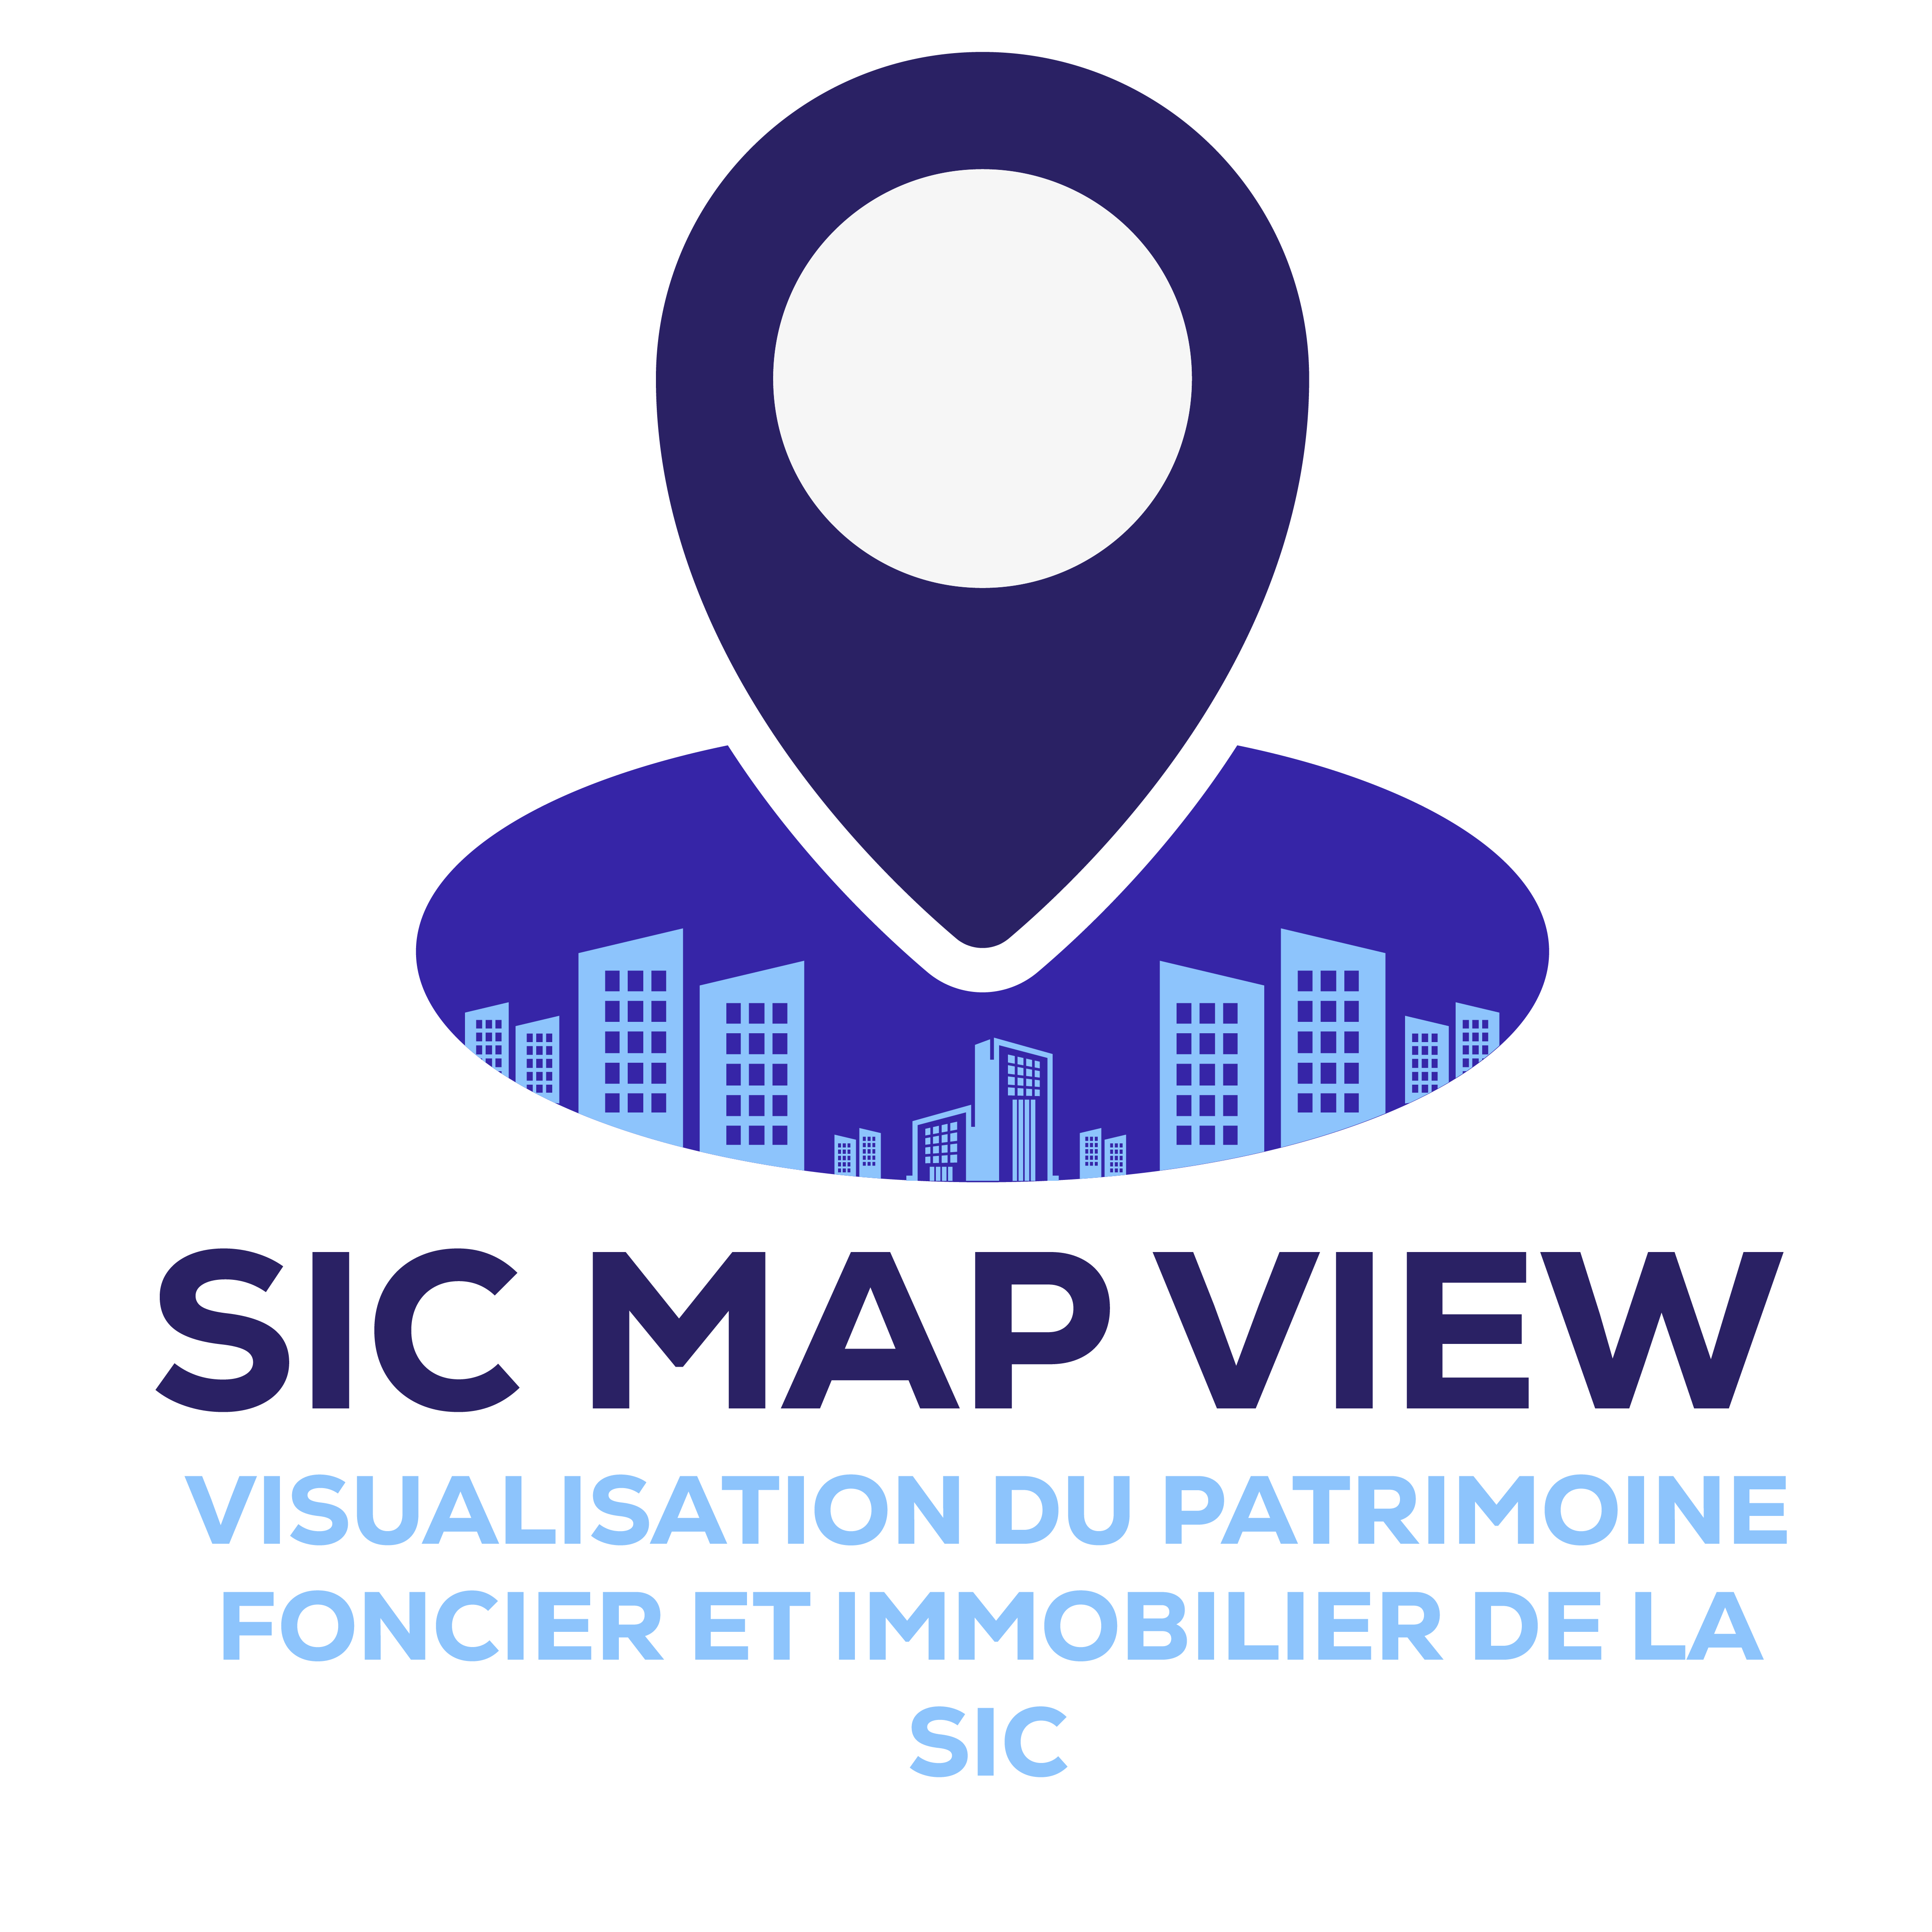 SIC MAP VIEW
VISUALISATION DU PATRIMOINE
FONCIER ET IMMOBILIER DE LA
SIC